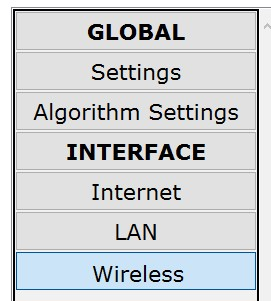 GLOBAL
Settings
Algorithm Settings
INTERFACE
Internet
LAN
Wireless